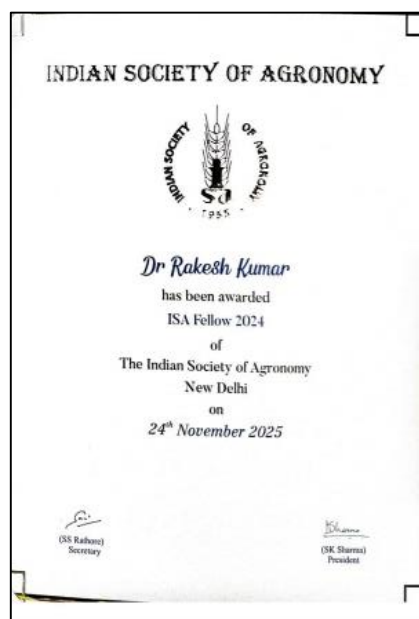 INDIAN SOCIETY OF AGRONOMY
INDIAN SOCIETY OF AGRONOMY
1955
Dr Rakesh Kumar
has been awarded
ISA Fellow 2024
of
The Indian Society of Agronomy
New Delhi
on
24th November 2025
(SS Rathore)
Secretary
(SK Sharma)
President